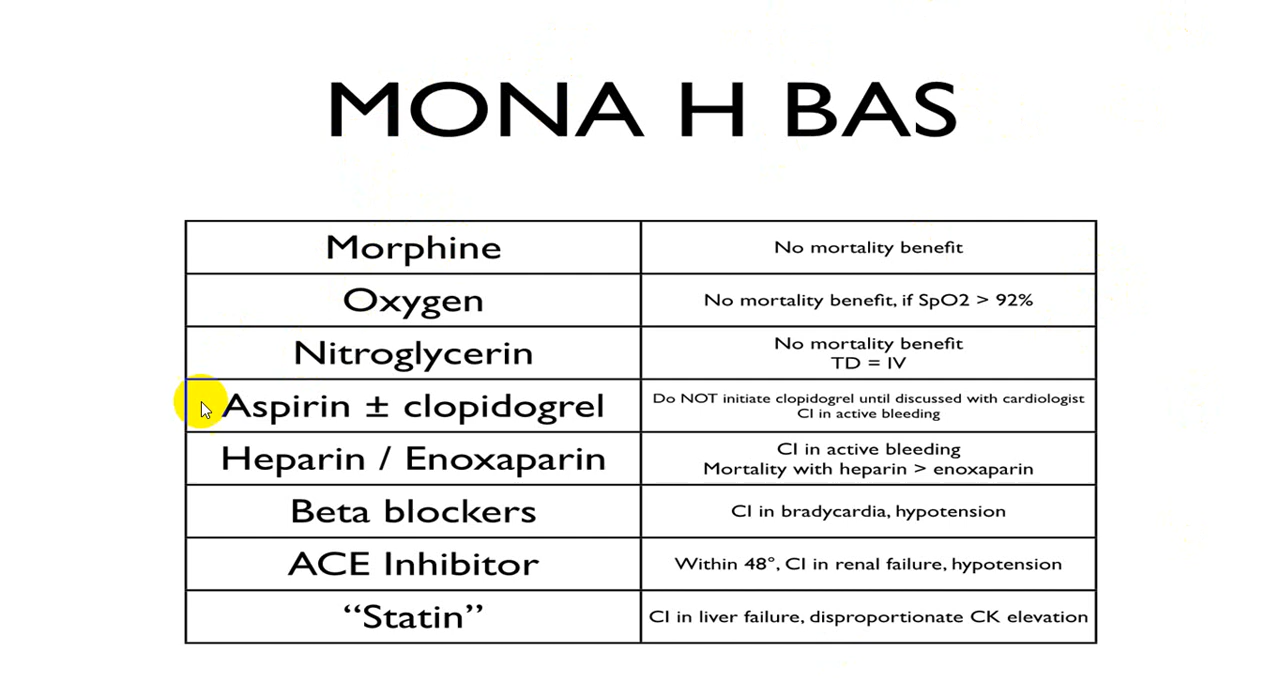 MONA H BAS
Morphine
No mortality benefit
Oxygen
No mortality benefit, if SpO2 > 92%
Nitroglycerin
No mortality benefit
TD = IV
Aspirin ± clopidogrel
Do NOT initiate clopidogrel until discussed with cardiologist
CI in active bleeding
Heparin / Enoxaparin
CI in active bleeding
Mortality with heparin > enoxaparin
Beta blockers
CI in bradycardia, hypotension
ACE Inhibitor
Within 48°, CI in renal failure, hypotension
“Statin”
CI in liver failure, disproportionate CK elevation